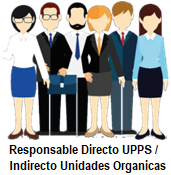 Responsable Directo UPPS /
Indirecto Unidades Organicas